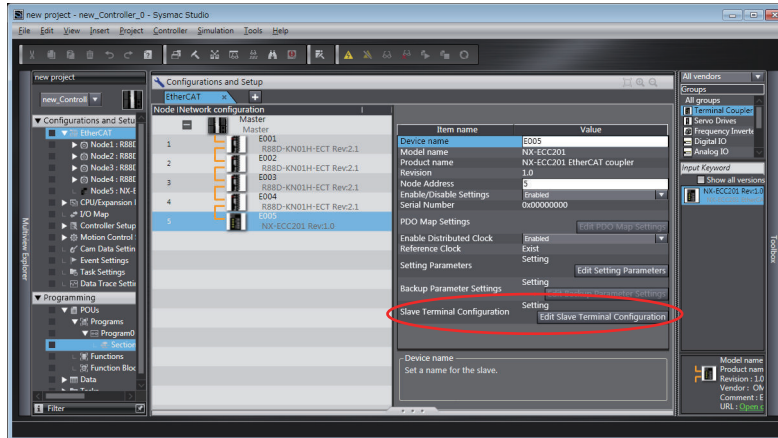 new project - new_Controller_0 - Sysmac Studio
File Edit View Insert Project Controller Simulation Tools Help
Multiview Explorer
new project
new_Controll
Configurations and Setu
EtherCAT
Node1 : R88D
Node2 : R88D
Node3 : R88D
Node4 : R88D
Node5 : NX-E
CPU/Expansion
I/O Map
Controller Setup
Motion Control
Cam Data Settin
Event Settings
Task Settings
Data Trace Setti
Programming
POUs
Programs
Program0
Section
Functions
Function Bloc
Data
Tasks
Filter
Configurations and Setup
EtherCAT
Node Network configuration
Master
Master
1 E001
R88D-KN01H-ECT Rev:2.1
2 E002
R88D-KN01H-ECT Rev:2.1
3 E003
R88D-KN01H-ECT Rev:2.1
4 E004
R88D-KN01H-ECT Rev:2.1
5 E005
NX-ECC201 Rev:1.0
Item name Value
Device name E005
Model name NX-ECC201
Product name NX-ECC201 EtherCAT coupler
Revision 1.0
Node Address 5
Enable/Disable Settings Enabled
Serial Number 0x00000000
PDO Map Settings Edit PDO Map Settings
Enable Distributed Clock Enabled
Reference Clock Exist
Setting Parameters Setting
Edit Setting Parameters
Backup Parameter Settings Setting
Edit Backup Parameter Settings
Slave Terminal Configuration Setting
Edit Slave Terminal Configuration
Device name
Set a name for the slave.
All vendors
Groups
All groups
Terminal Coupler
Servo Drives
Frequency Inverte
Digital IO
Analog IO
Input Keyword
Show all versions
NX-ECC201 Rev:1.0
Model name
Product nam
Revision : 1.0
Vendor : OM
Comment : E
URL : Open c
Toolbox